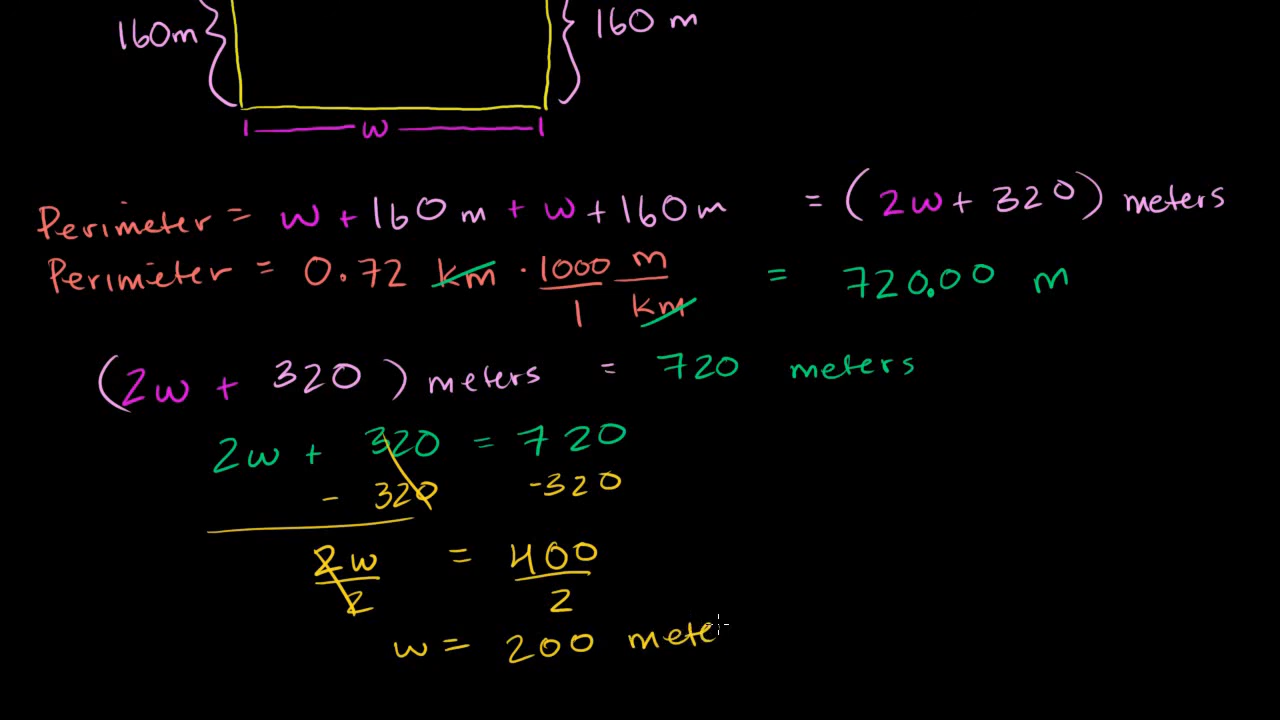 160m 160 m
w
Perimeter = w + 160 m + w + 160 m = (2w + 320) meters
Perimeter = 0.72 km · 1000/1 m/km = 720.00 m
(2w + 320) meters = 720 meters
2w + 320 = 720
- 320 -320
2w/2 = 400/2
w = 200 mete